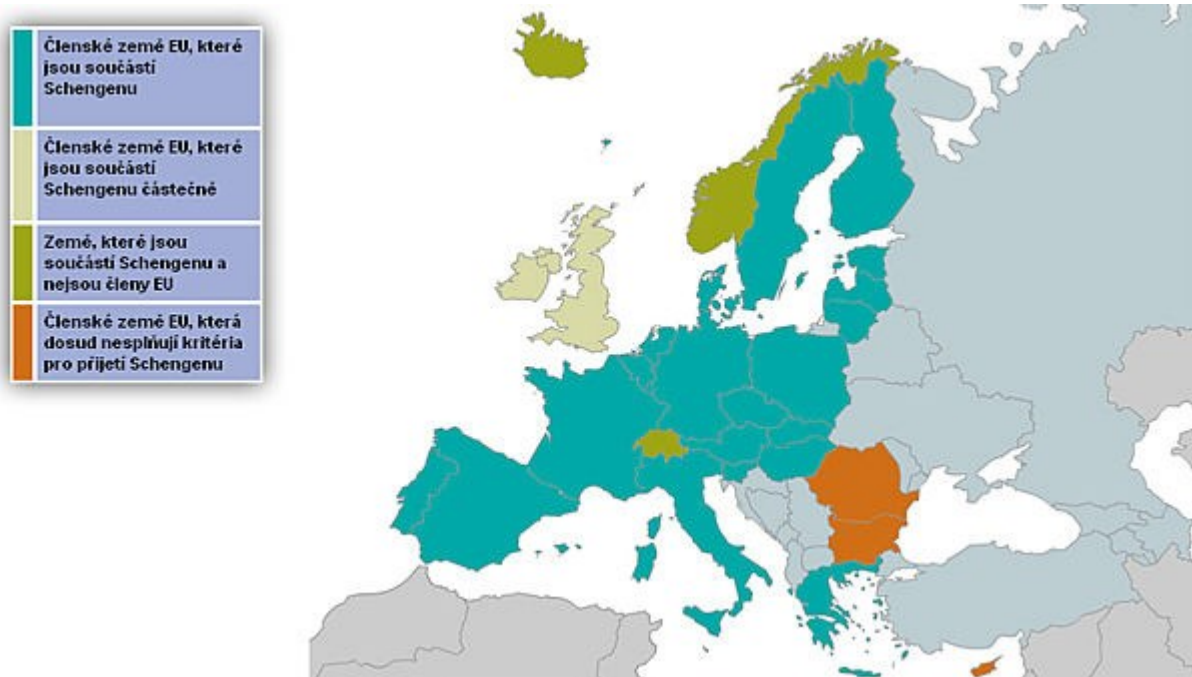 Členské země EU, které
jsou součástí
Schengenu
Členské země EU, které
jsou součástí
Schengenu částečně
Země, které jsou
součástí Schengenu a
nejsou členy EU
Členské země EU, která
dosud nesplňují kritéria
pro přijetí Schengenu